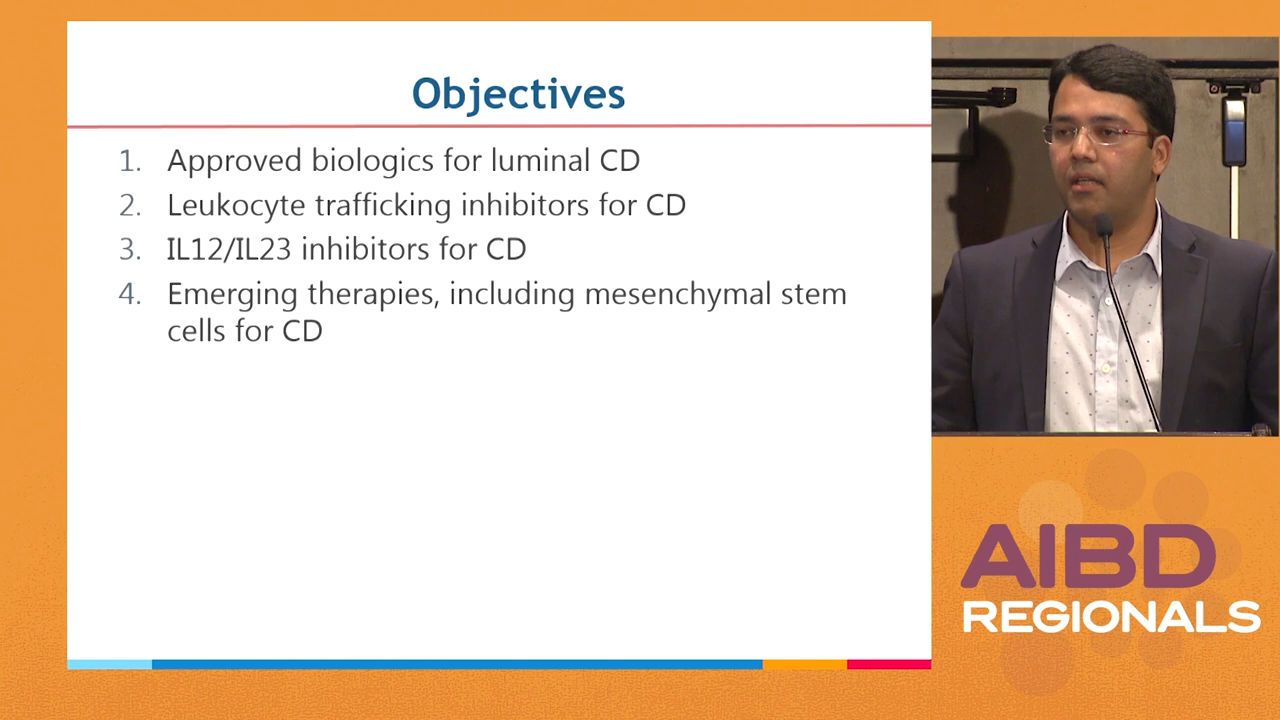 Objectives
1. Approved biologics for luminal CD
2. Leukocyte trafficking inhibitors for CD
3. IL12/IL23 inhibitors for CD
4. Emerging therapies, including mesenchymal stem
cells for CD
AIBD
REGIONALS